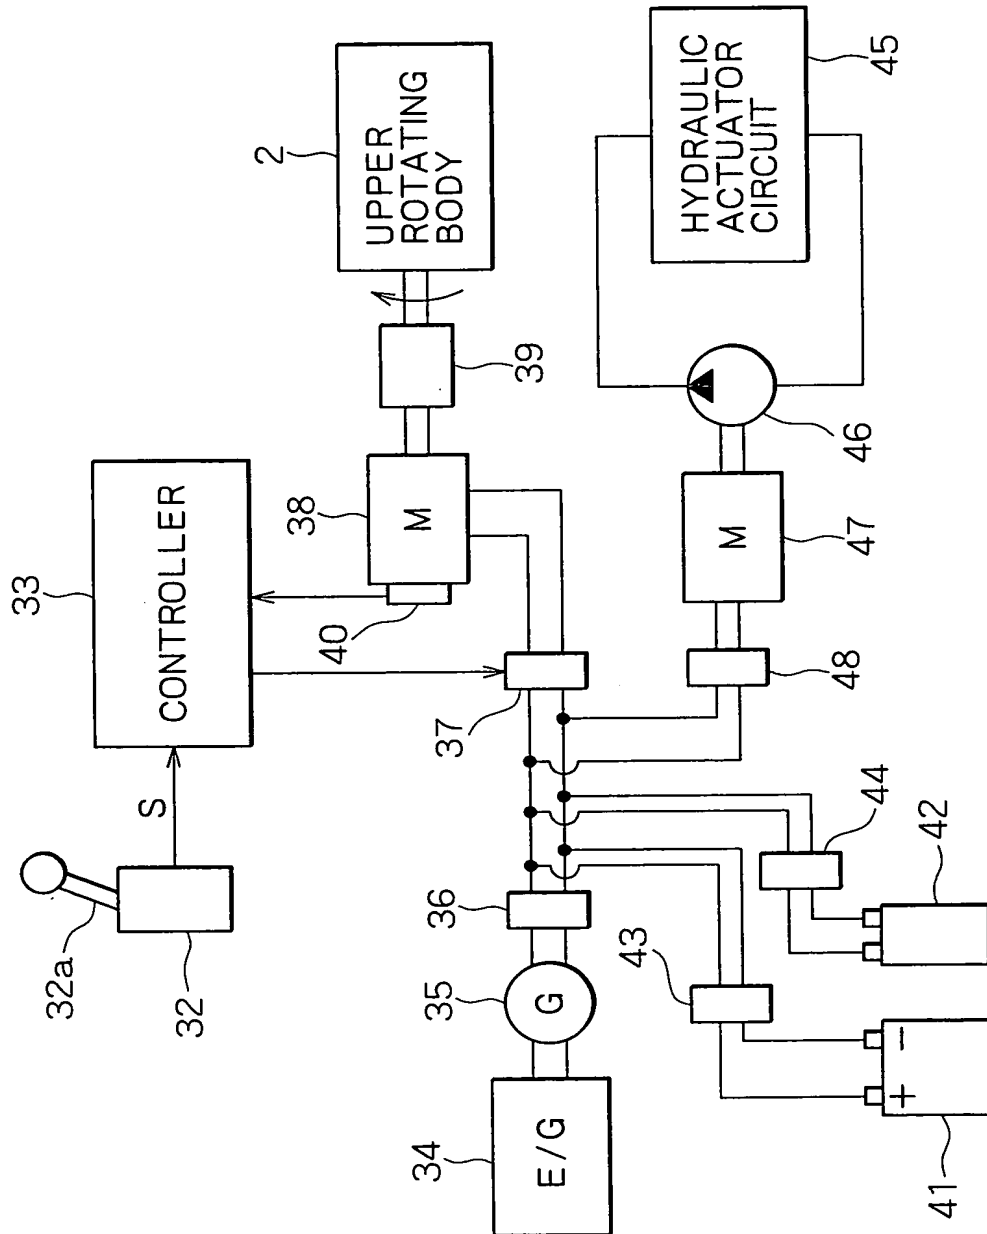 32a
32
S
33
CONTROLLER
40
38
M
39
2
UPPER
ROTATING
BODY
34
E/G
35
G
36
37
41
+
−
43
42
44
48
47
M
46
45
HYDRAULIC
ACTUATOR
CIRCUIT